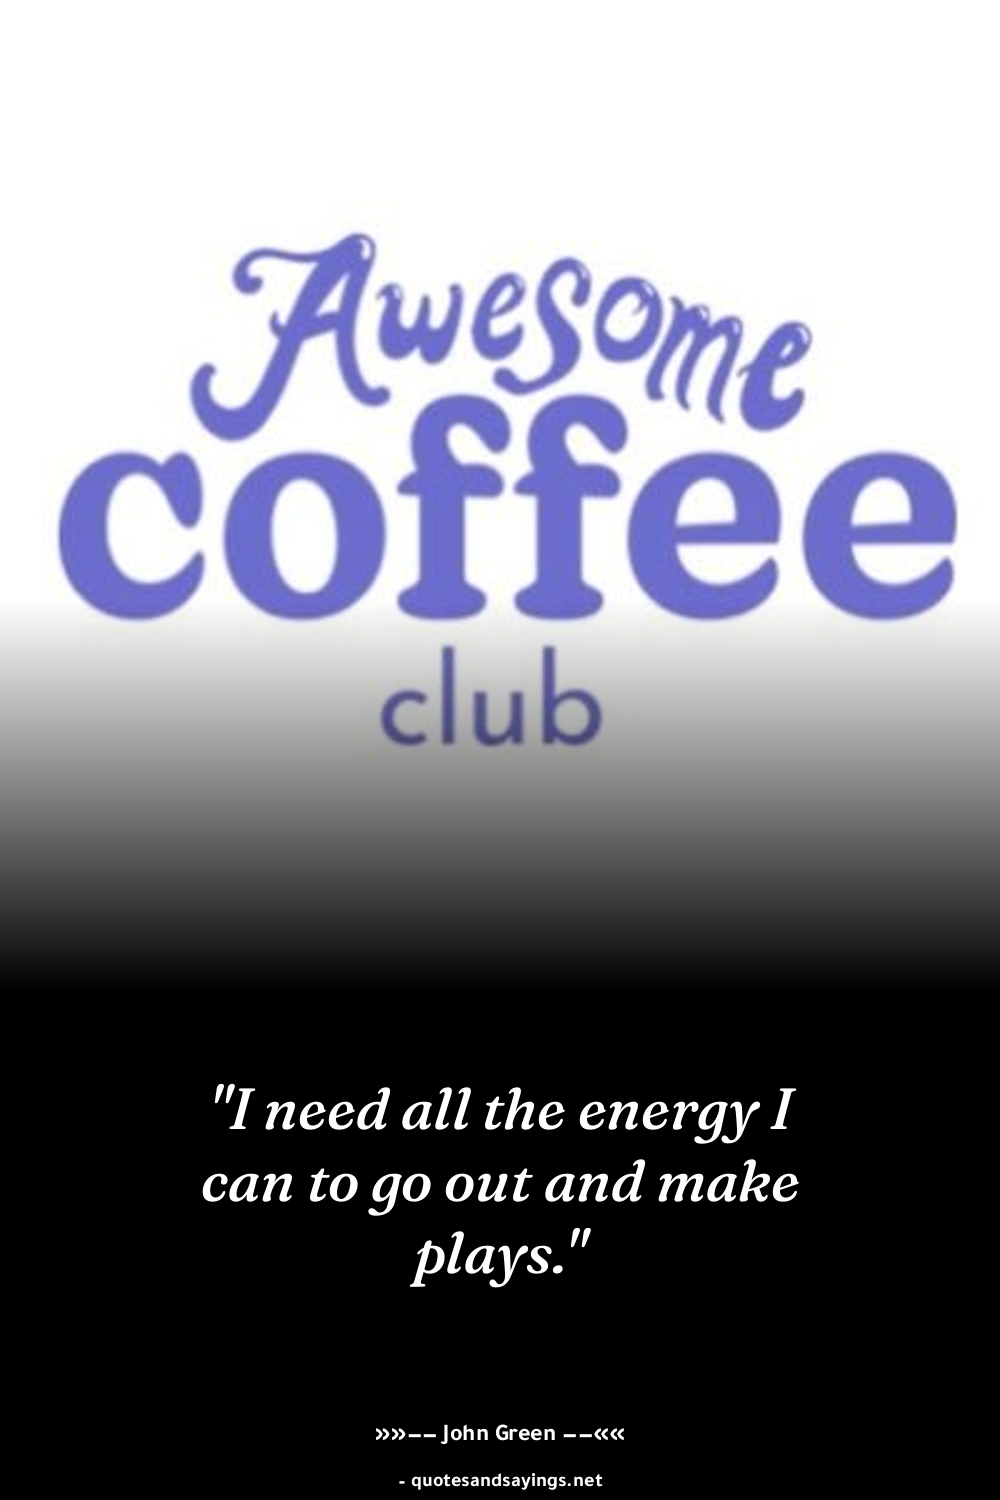 Awesome
coffee
club
"I need all the energy I
can to go out and make
plays."
»»–– John Green ––««
- quotesandsayings.net